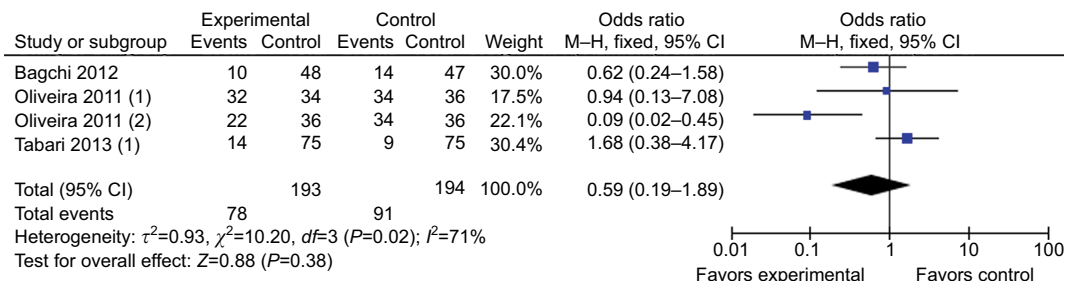 Experimental Control Odds ratio Odds ratio
Study or subgroup Events Control Events Control Weight M–H, fixed, 95% CI M–H, fixed, 95% CI
Bagchi 2012 10 48 14 47 30.0% 0.62 (0.24–1.58)
Oliveira 2011 (1) 32 34 34 36 17.5% 0.94 (0.13–7.08)
Oliveira 2011 (2) 22 36 34 36 22.1% 0.09 (0.02–0.45)
Tabari 2013 (1) 14 75 9 75 30.4% 1.68 (0.38–4.17)
Total (95% CI) 193 194 100.0% 0.59 (0.19–1.89)
Total events 78 91
Heterogeneity: τ²=0.93, χ²=10.20, df=3 (P=0.02); I²=71%
Test for overall effect: Z=0.88 (P=0.38)
0.01 0.1 1 10 100
Favors experimental Favors control